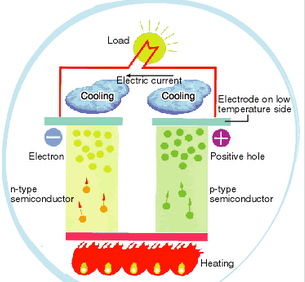 Load
Electric current
Cooling
Cooling
Electrode on low
temperature side
−
+
Electron
Positive hole
n-type
semiconductor
p-type
semiconductor
Heating